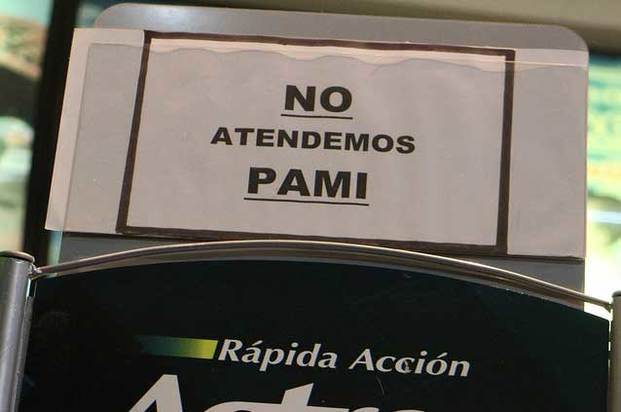 NO
ATENDEMOS
PAMI
Rápida Acción